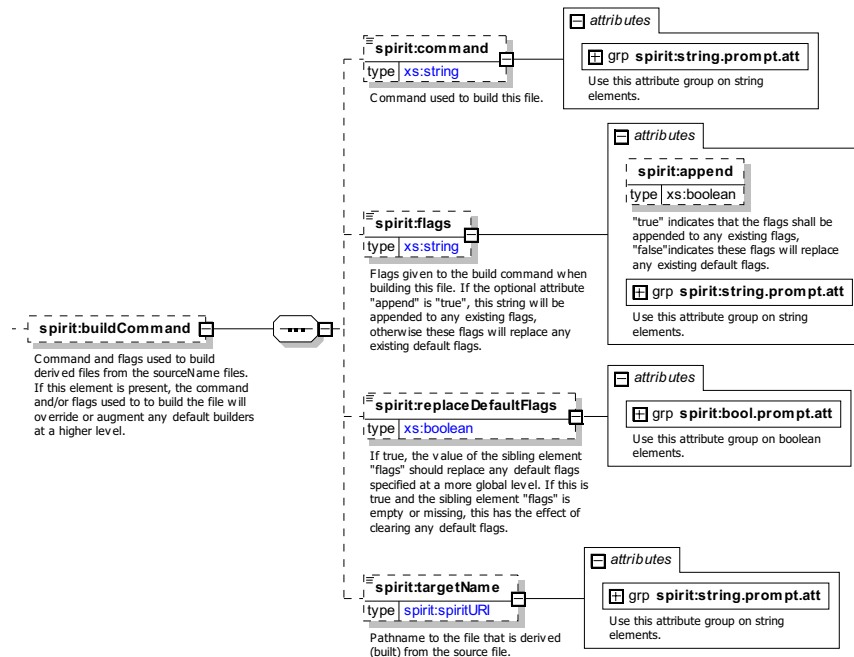 attributes
spirit:command
grp spirit:string.prompt.att
type xs:string
Use this attribute group on string
elements.
Command used to build this file.
attributes
spirit:append
type xs:boolean
"true" indicates that the flags shall be
appended to any existing flags,
"false"indicates these flags will replace
any existing default flags.
spirit:flags
type xs:string
Flags given to the build command when
building this file. If the optional attribute
"append" is "true", this string will be
appended to any existing flags,
otherwise these flags will replace any
existing default flags.
grp spirit:string.prompt.att
Use this attribute group on string
elements.
spirit:buildCommand
Command and flags used to build
derived files from the sourceName files.
If this element is present, the command
and/or flags used to to build the file will
override or augment any default builders
at a higher level.
attributes
spirit:replaceDefaultFlags
type xs:boolean
grp spirit:bool.prompt.att
Use this attribute group on boolean
elements.
If true, the value of the sibling element
"flags" should replace any default flags
specified at a more global level. If this is
true and the sibling element "flags" is
empty or missing, this has the effect of
clearing any default flags.
attributes
spirit:targetName
type spirit:spiritURI
grp spirit:string.prompt.att
Use this attribute group on string
elements.
Pathname to the file that is derived
(built) from the source file.